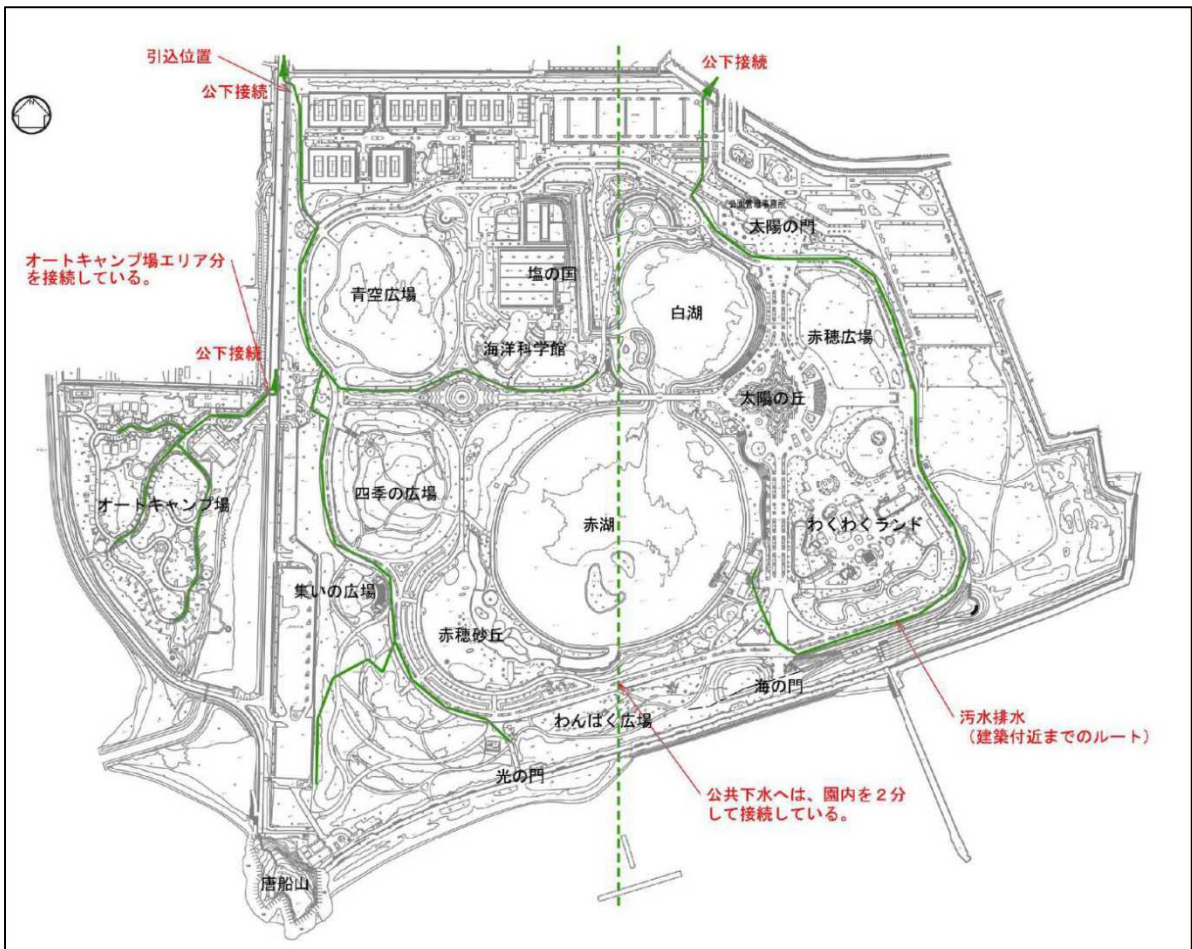 引込位置
公下接続
公下接続
公園管理事務所
太陽の門
オートキャンプ場エリア分
を接続している。
塩の国
青空広場
白湖
赤穂広場
海洋科学館
公下接続
太陽の丘
オートキャンプ場
四季の広場
赤湖
わくわくランド
集いの広場
赤穂砂丘
海の門
わんぱく広場
汚水排水
（建築付近までのルート）
光の門
公共下水へは、園内を２分
して接続している。
唐船山